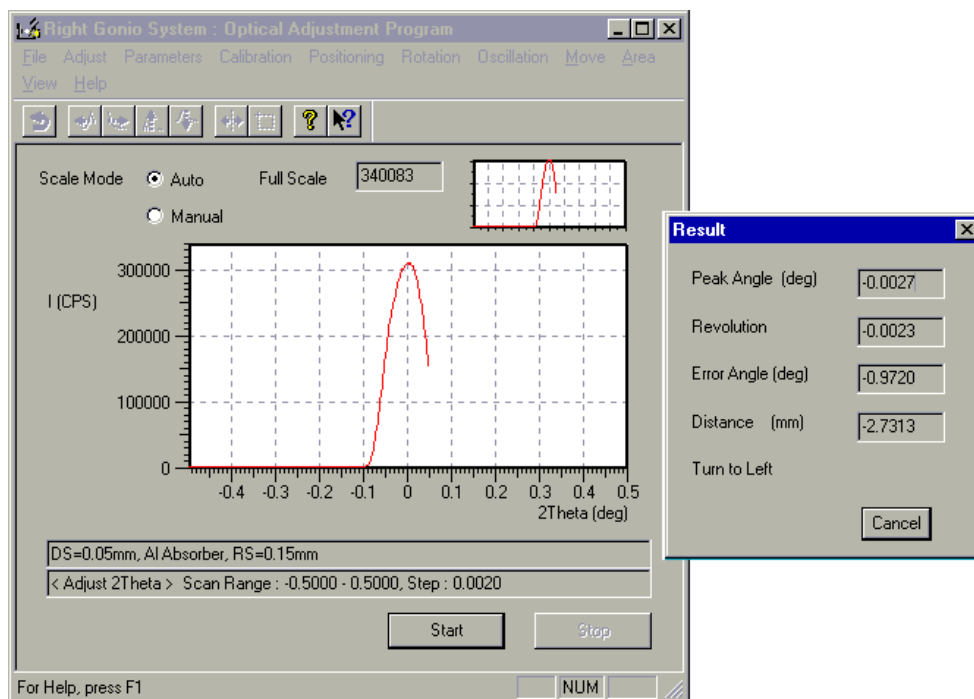 Right Gonio System : Optical Adjustment Program
File Adjust Parameters Calibration Positioning Rotation Oscillation Move Area
View Help
Scale Mode Auto Full Scale 340083
Manual
I (CPS)
300000
200000
100000
0
-0.4 -0.3 -0.2 -0.1 0 0.1 0.2 0.3 0.4 0.5
2Theta (deg)
DS=0.05mm, Al Absorber, RS=0.15mm
< Adjust 2Theta > Scan Range : -0.5000 - 0.5000, Step : 0.0020
Start Stop
For Help, press F1 NUM
Result
Peak Angle (deg) -0.0027
Revolution -0.0023
Error Angle (deg) -0.9720
Distance (mm) -2.7313
Turn to Left
Cancel